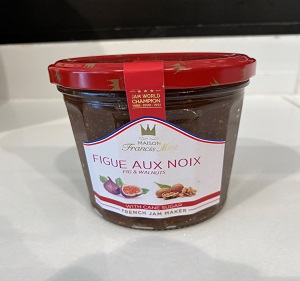 JAM WORLD
CHAMPION
MAISON
Francis Miot
FIGUE AUX NOIX
FIG & WALNUTS
WITH CANE SUGAR
FRENCH JAM MAKER